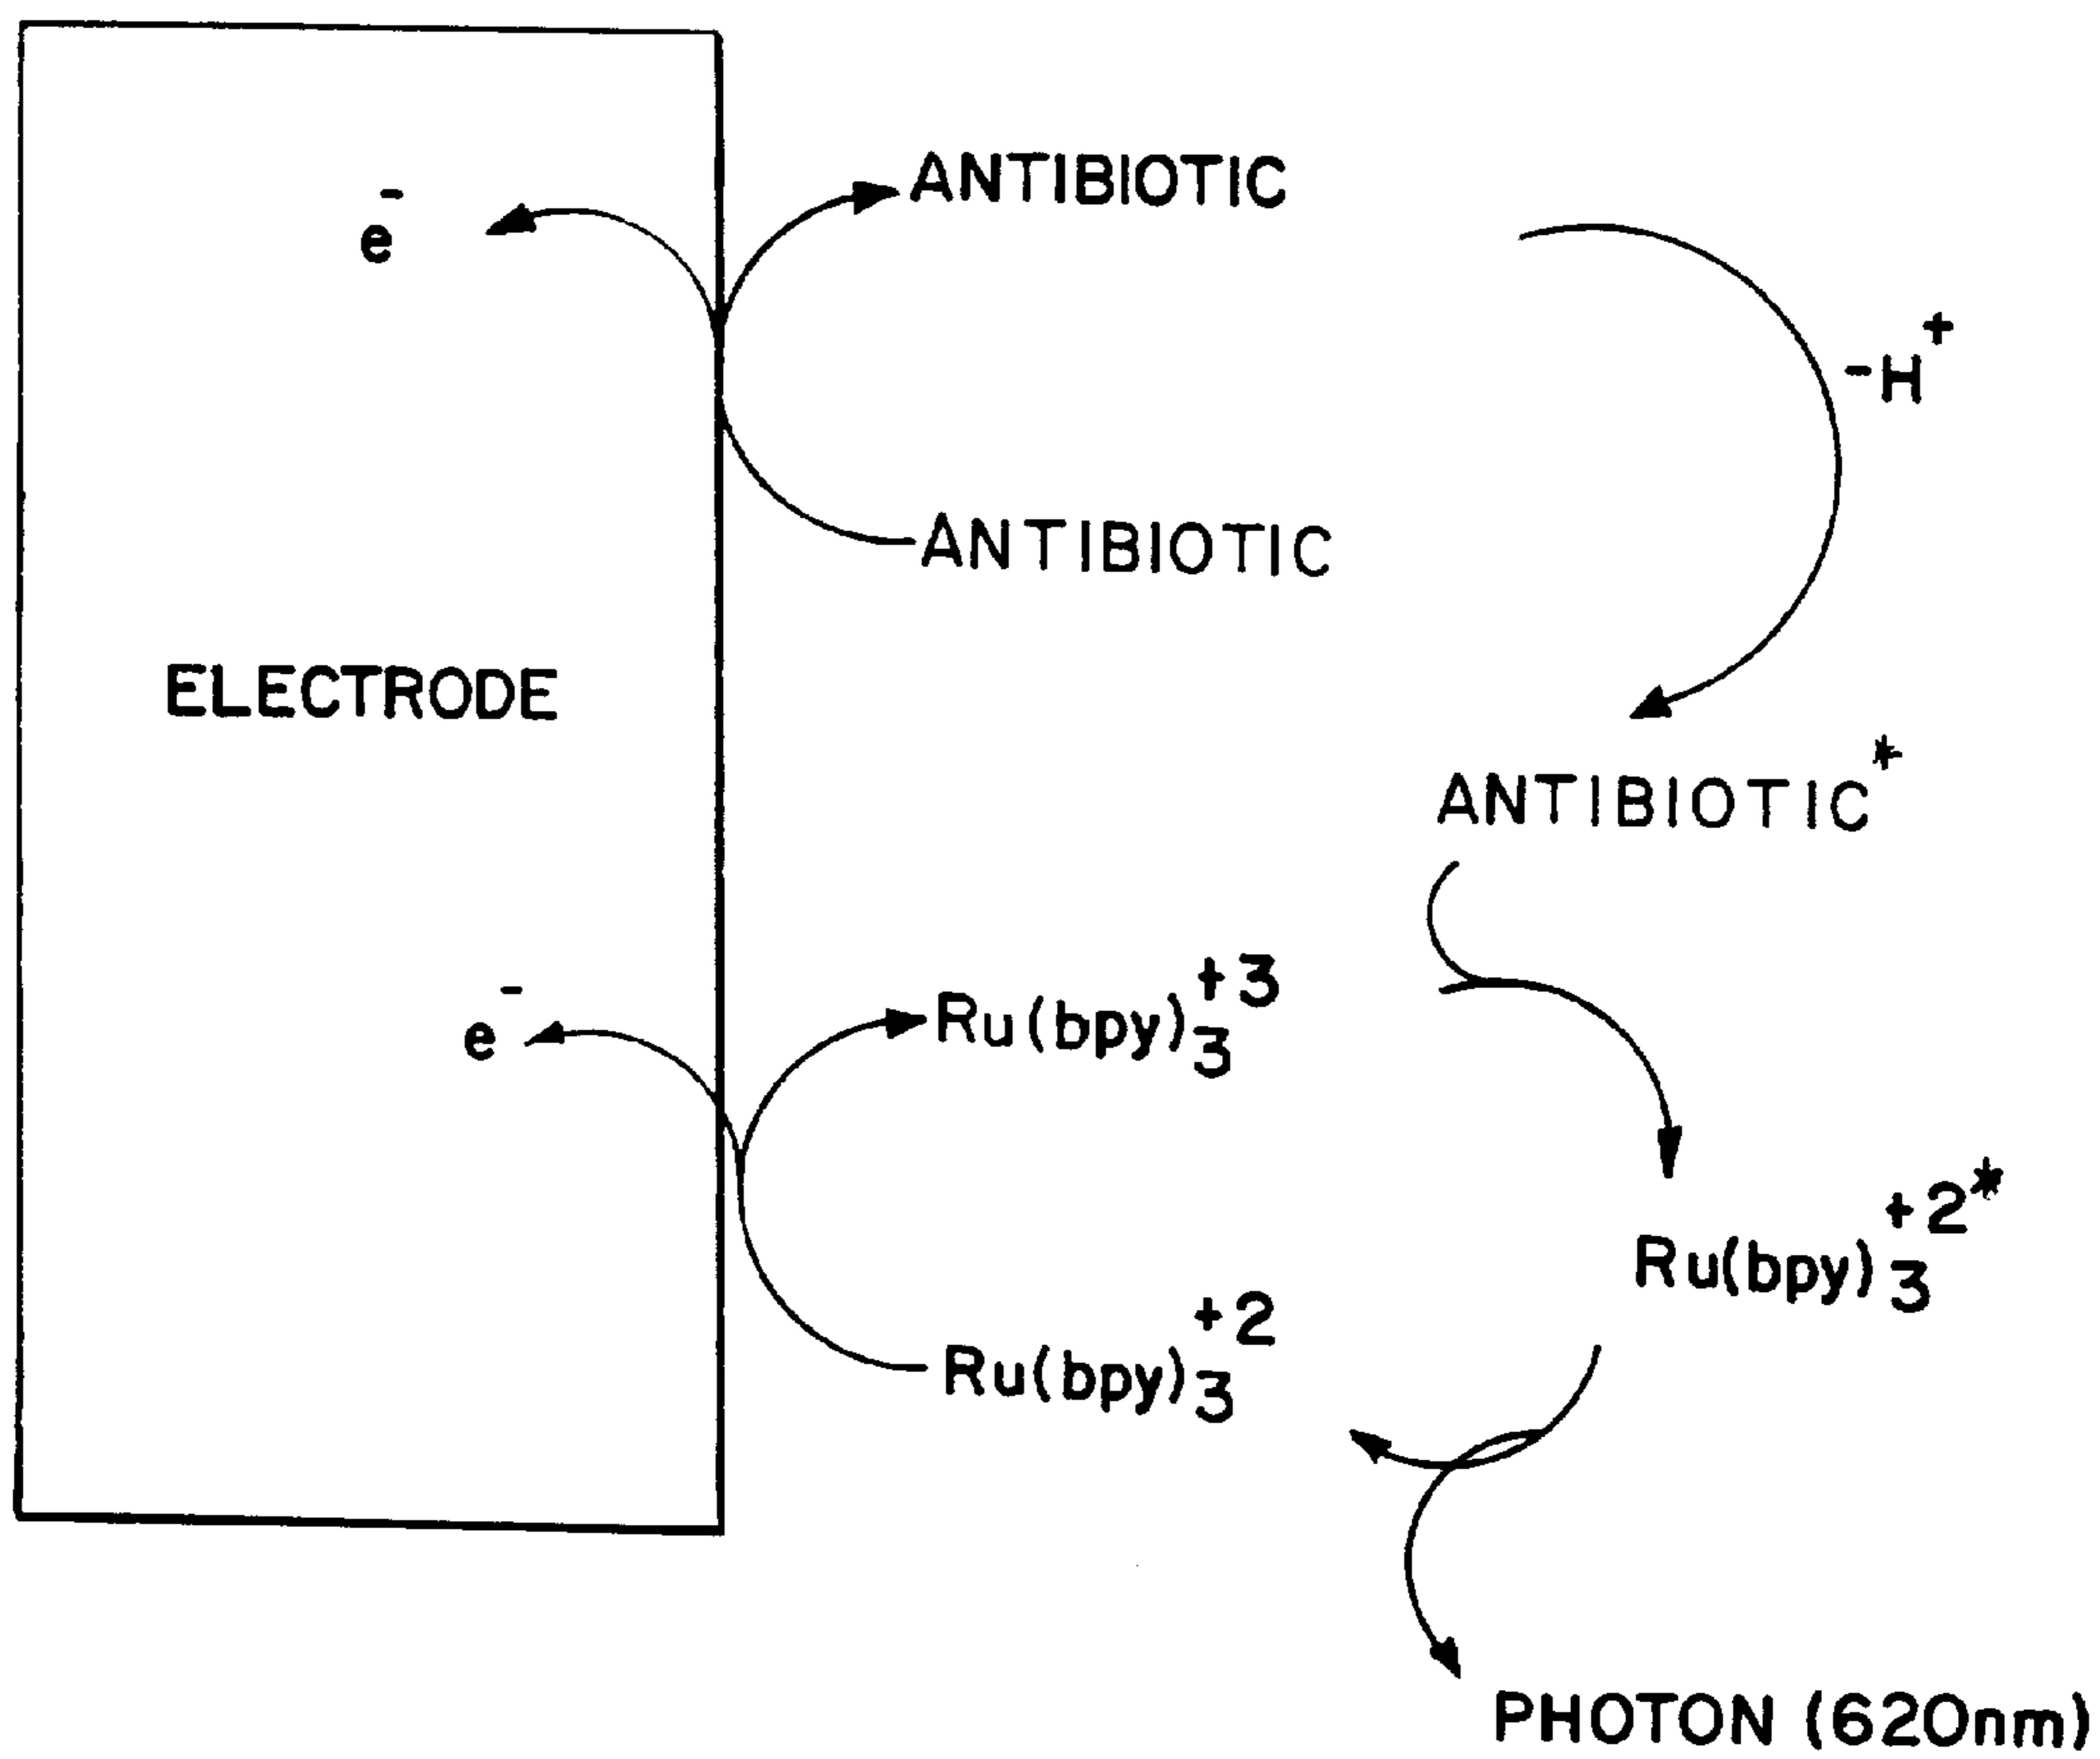 ANTIBIOTIC
e-
-H+
ANTIBIOTIC
ELECTRODE
ANTIBIOTIC*
e-
Ru(bpy)3+3
Ru(bpy)3+2*
Ru(bpy)3+2
PHOTON (620nm)